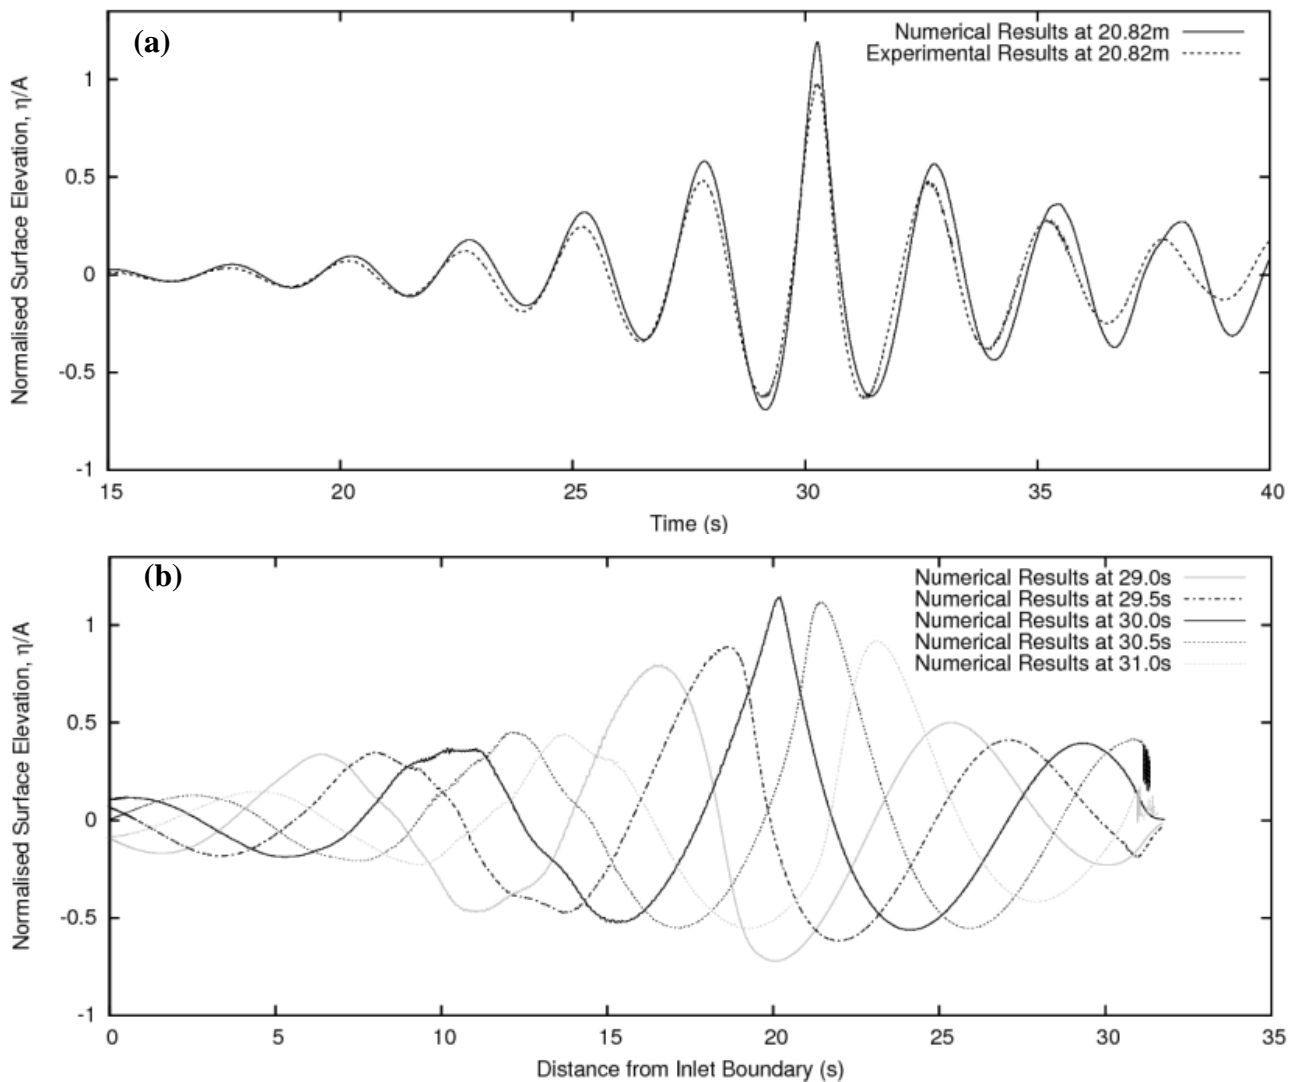 (a)
Numerical Results at 20.82m
Experimental Results at 20.82m
Normalised Surface Elevation, η/A
1
0.5
0
-0.5
-1
15 20 25 30 35 40
Time (s)
(b)
Numerical Results at 29.0s
Numerical Results at 29.5s
Numerical Results at 30.0s
Numerical Results at 30.5s
Numerical Results at 31.0s
Normalised Surface Elevation, η/A
1
0.5
0
-0.5
-1
0 5 10 15 20 25 30 35
Distance from Inlet Boundary (s)